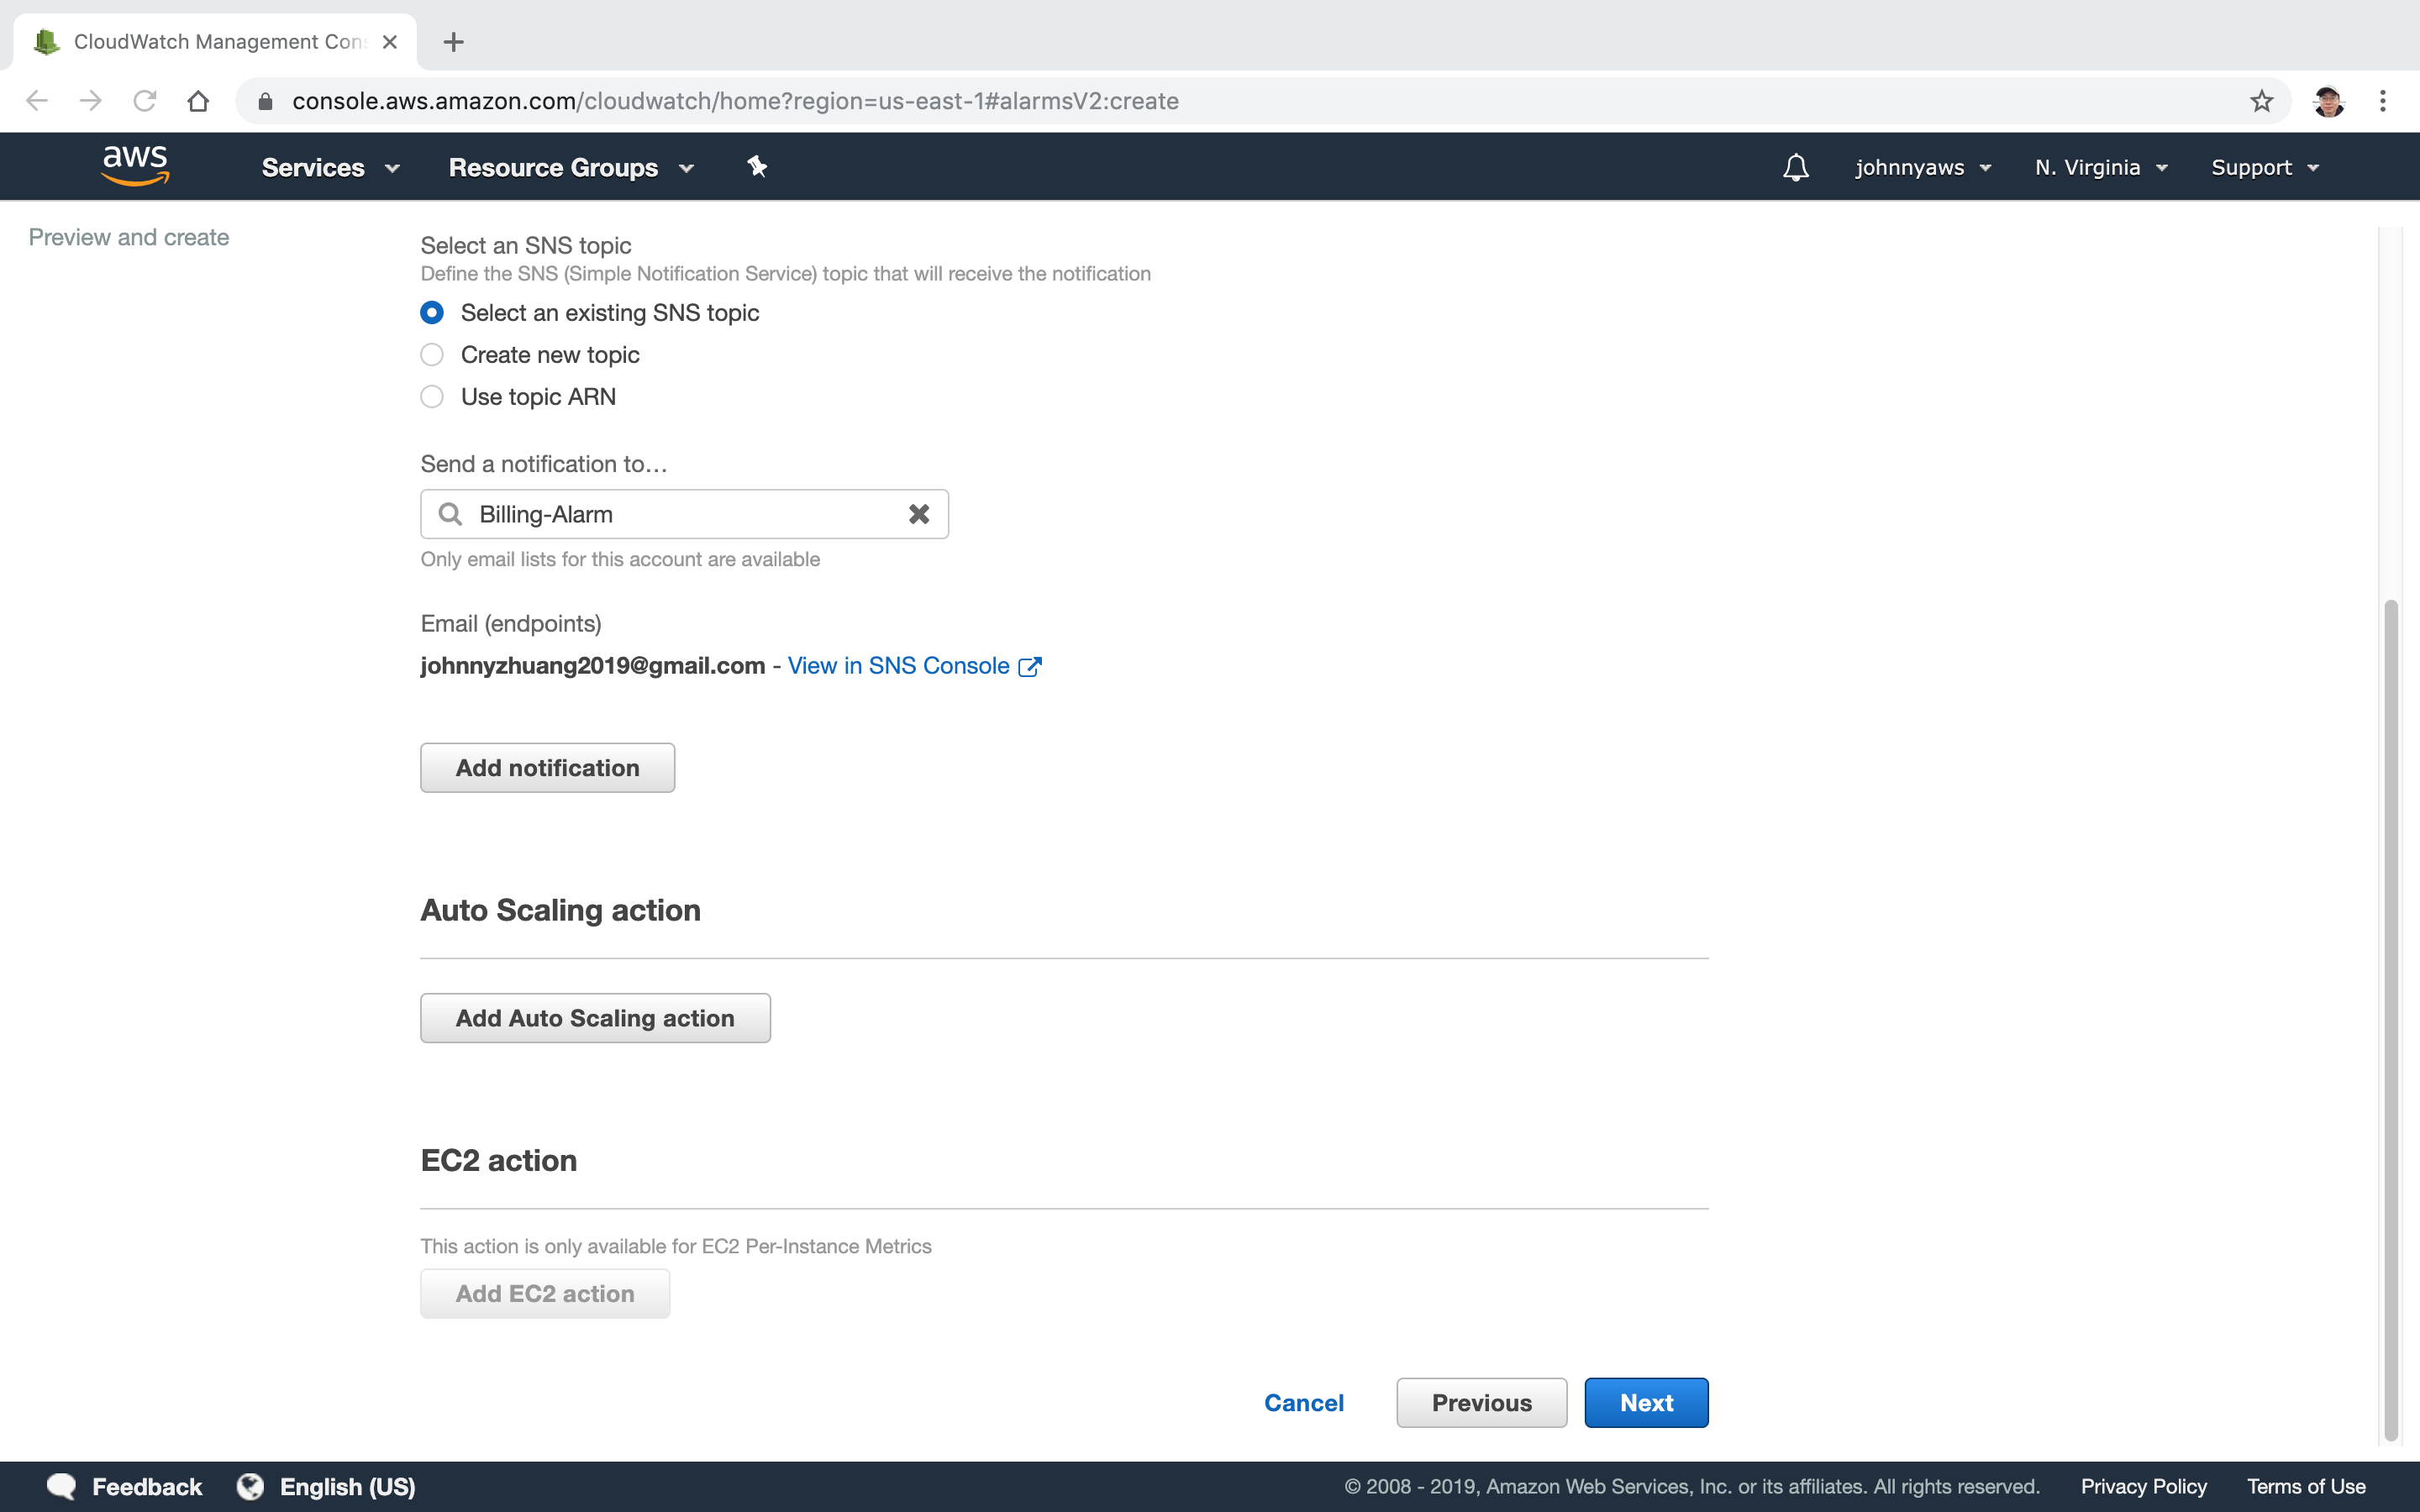 CloudWatch Management Con
console.aws.amazon.com/cloudwatch/home?region=us-east-1#alarmsV2:create
aws
Services
Resource Groups
johnnyaws
N. Virginia
Support
Preview and create
Select an SNS topic
Define the SNS (Simple Notification Service) topic that will receive the notification
Select an existing SNS topic
Create new topic
Use topic ARN
Send a notification to…
Billing-Alarm
Only email lists for this account are available
Email (endpoints)
johnnyzhuang2019@gmail.com - View in SNS Console
Add notification
Auto Scaling action
Add Auto Scaling action
EC2 action
This action is only available for EC2 Per-Instance Metrics
Add EC2 action
Cancel
Previous
Next
Feedback
English (US)
© 2008 - 2019, Amazon Web Services, Inc. or its affiliates. All rights reserved.
Privacy Policy
Terms of Use